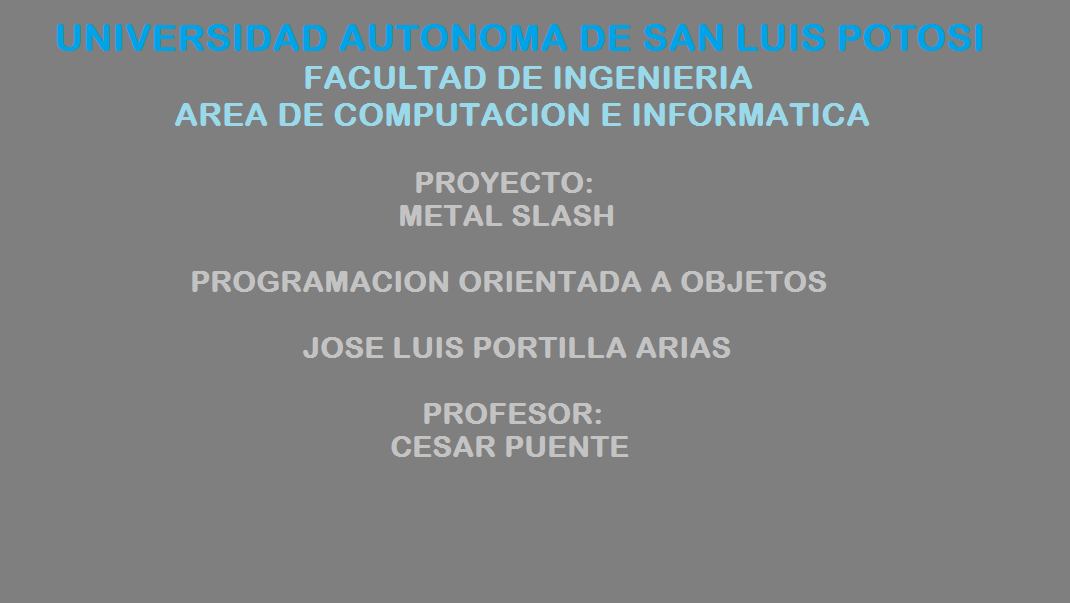 UNIVERSIDAD AUTONOMA DE SAN LUIS POTOSI
FACULTAD DE INGENIERIA
AREA DE COMPUTACION E INFORMATICA
PROYECTO:
METAL SLASH
PROGRAMACION ORIENTADA A OBJETOS
JOSE LUIS PORTILLA ARIAS
PROFESOR:
CESAR PUENTE